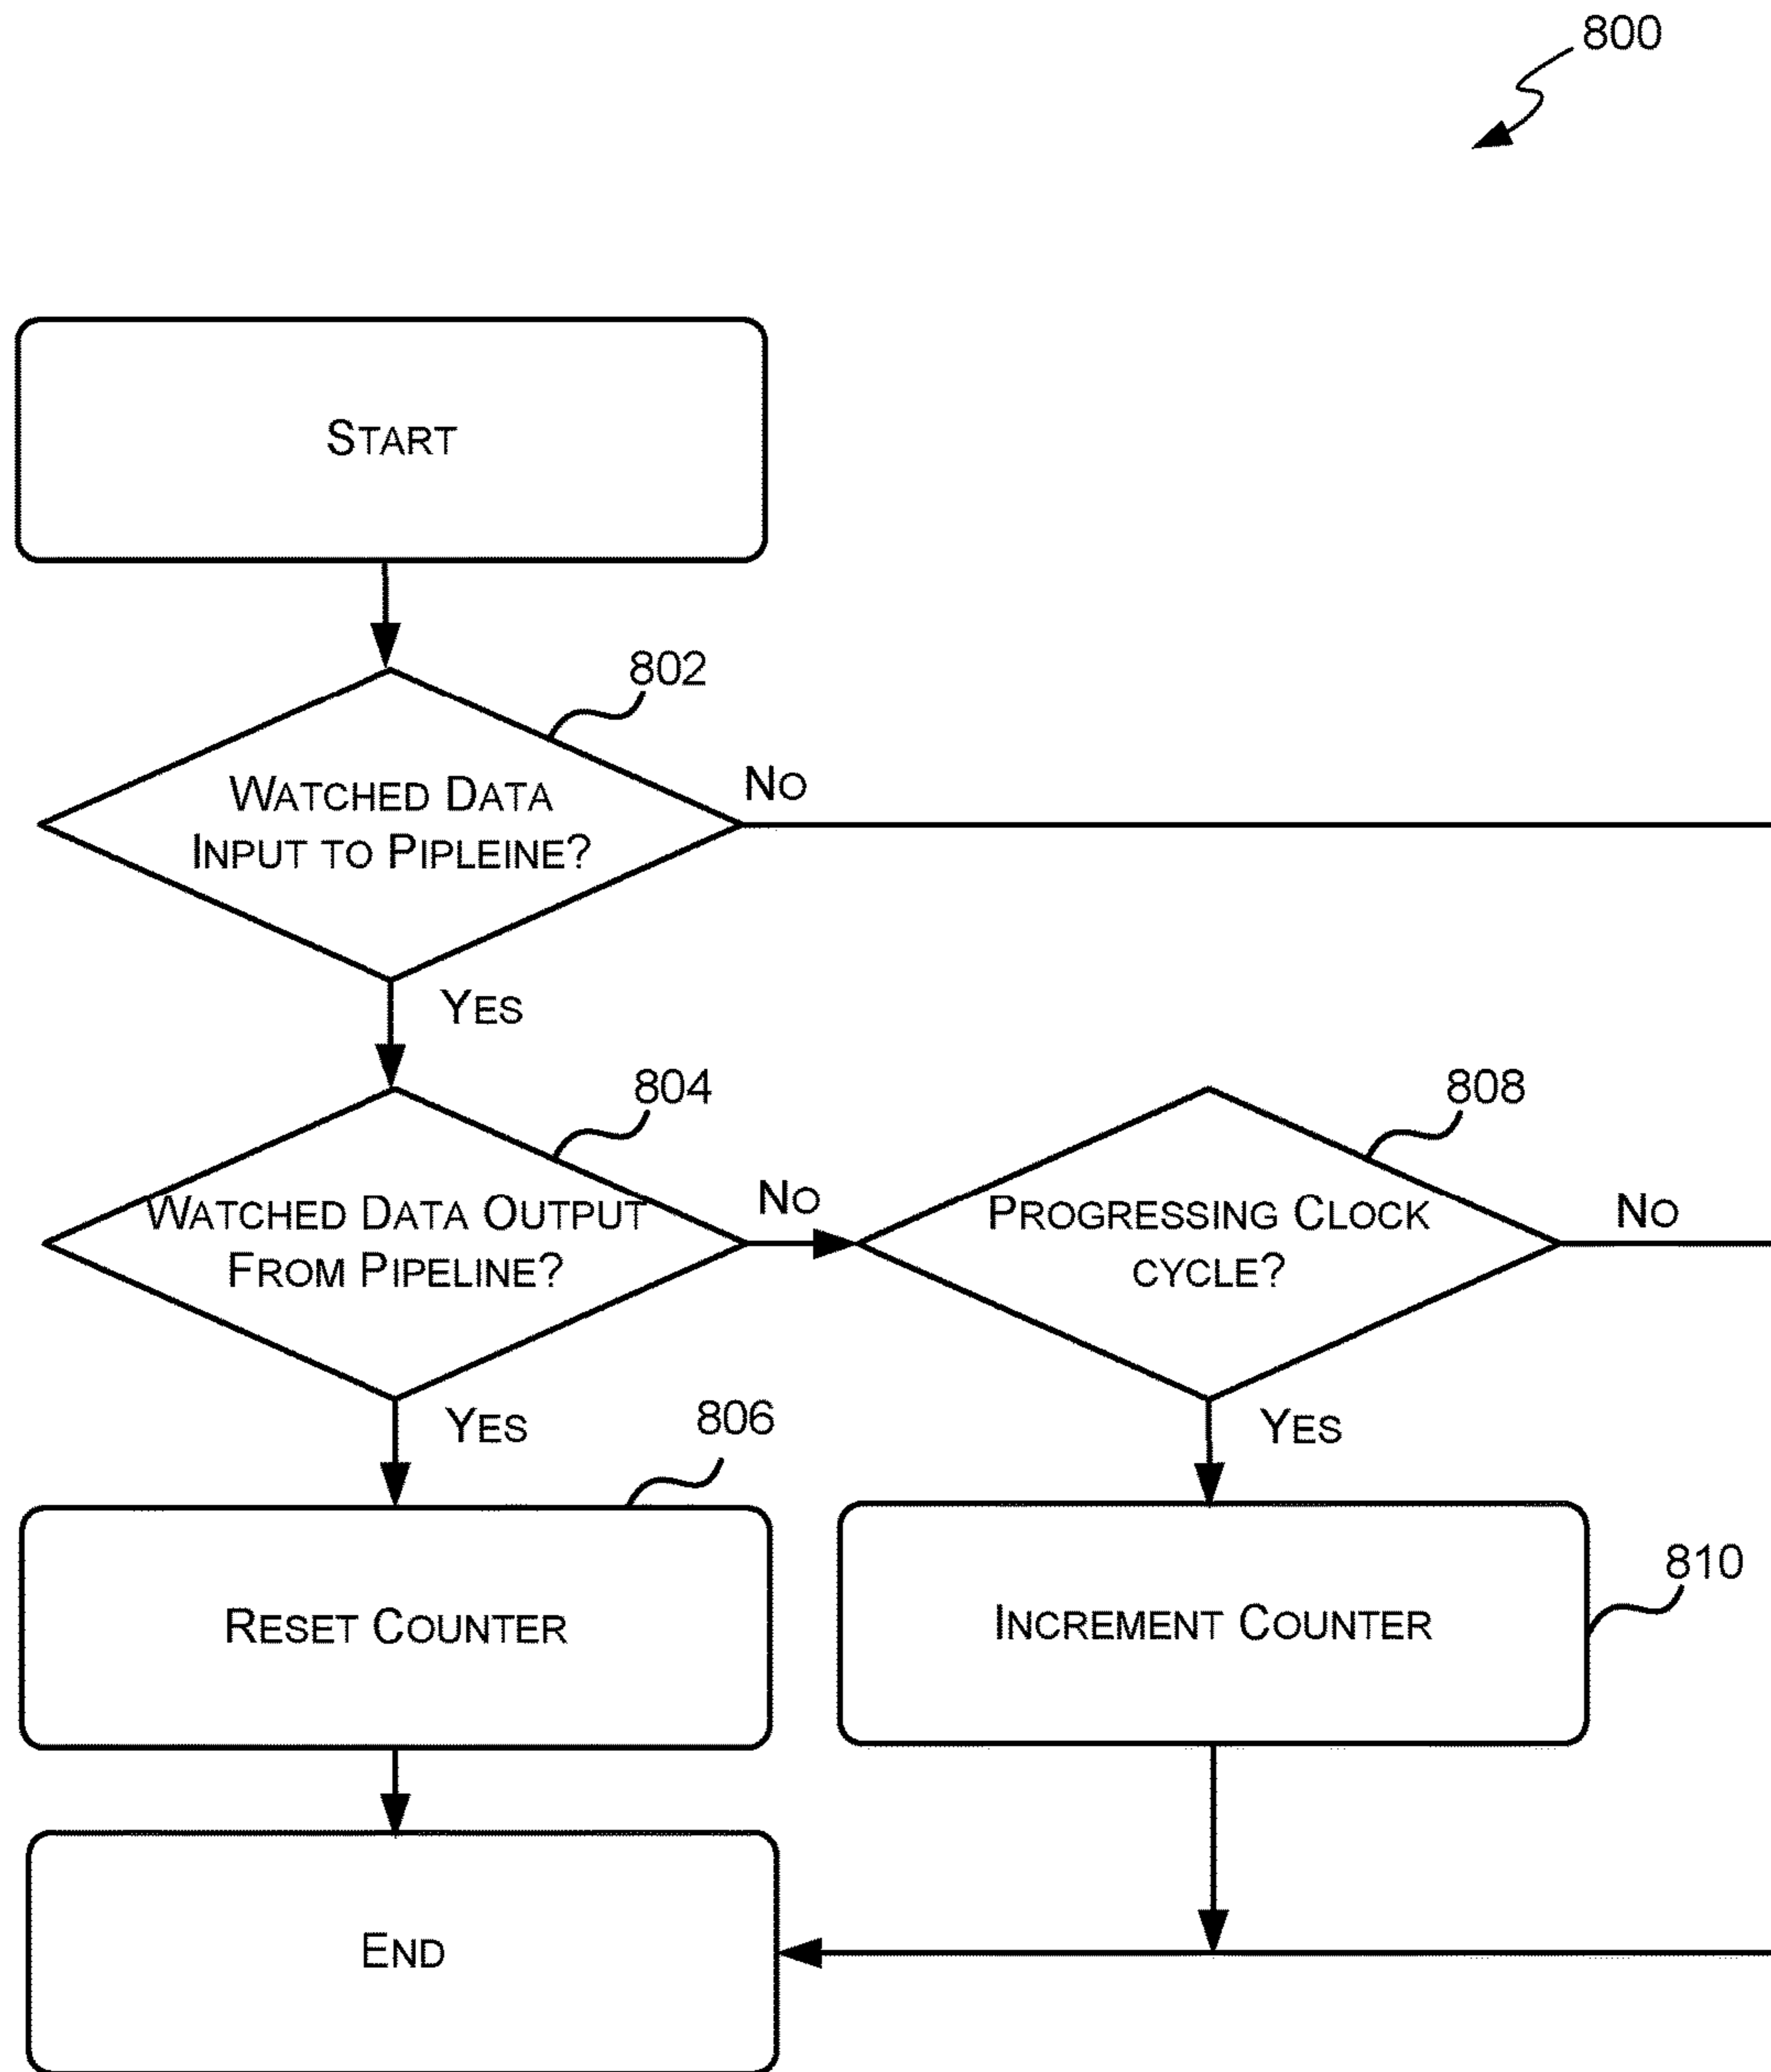 800
START
802
WATCHED DATA
INPUT TO PIPLEINE?
NO
YES
804
WATCHED DATA OUTPUT
FROM PIPELINE?
NO
808
PROGRESSING CLOCK
CYCLE?
NO
YES
806
YES
RESET COUNTER
INCREMENT COUNTER
810
END